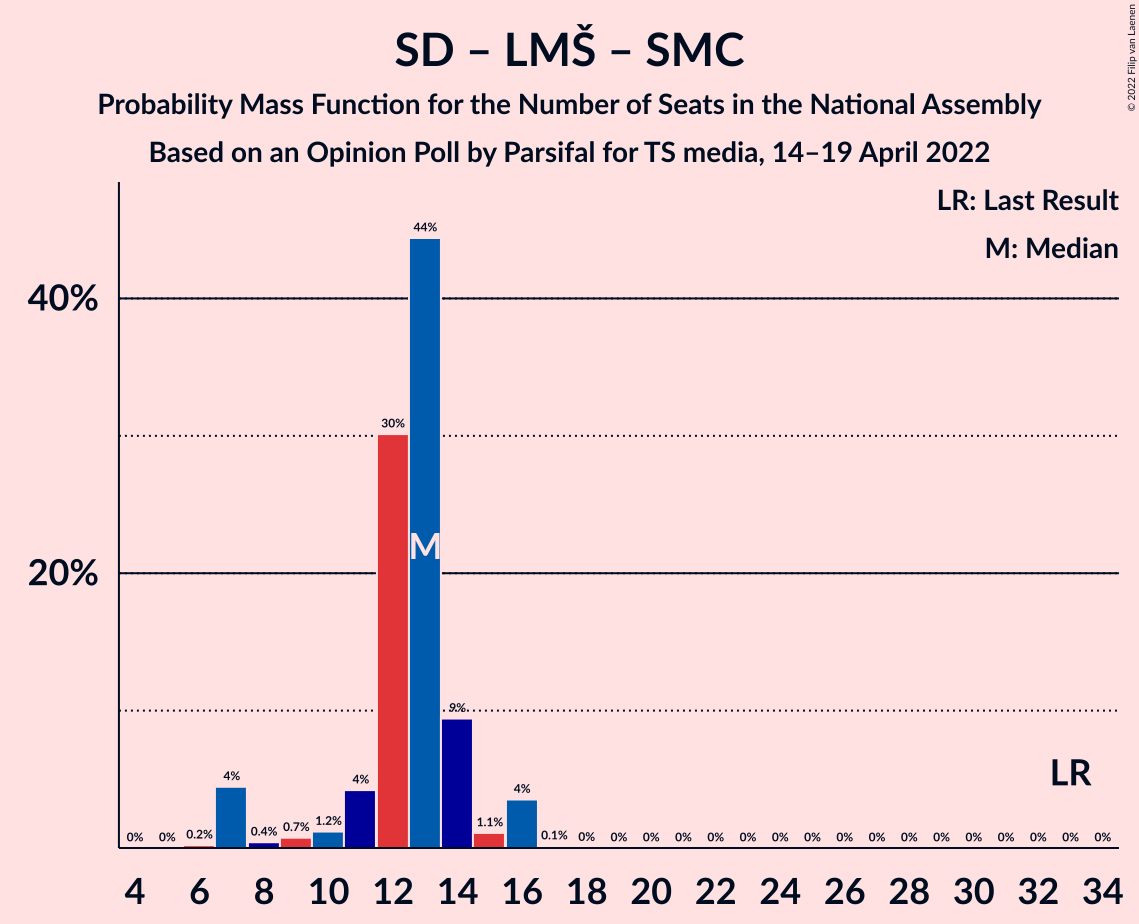 SD – LMŠ – SMC
Probability Mass Function for the Number of Seats in the National Assembly
Based on an Opinion Poll by Parsifal for TS media, 14–19 April 2022
© 2022 Filip van Laenen
LR: Last Result
M: Median
40%
20%
0% 0% 0.2% 4% 0.4% 0.7% 1.2% 4% 30% 44% 9% 1.1% 4% 0.1% 0% 0% 0% 0% 0% 0% 0% 0% 0% 0% 0% 0% 0% 0% 0% 0% 0%
M
LR
4 6 8 10 12 14 16 18 20 22 24 26 28 30 32 34